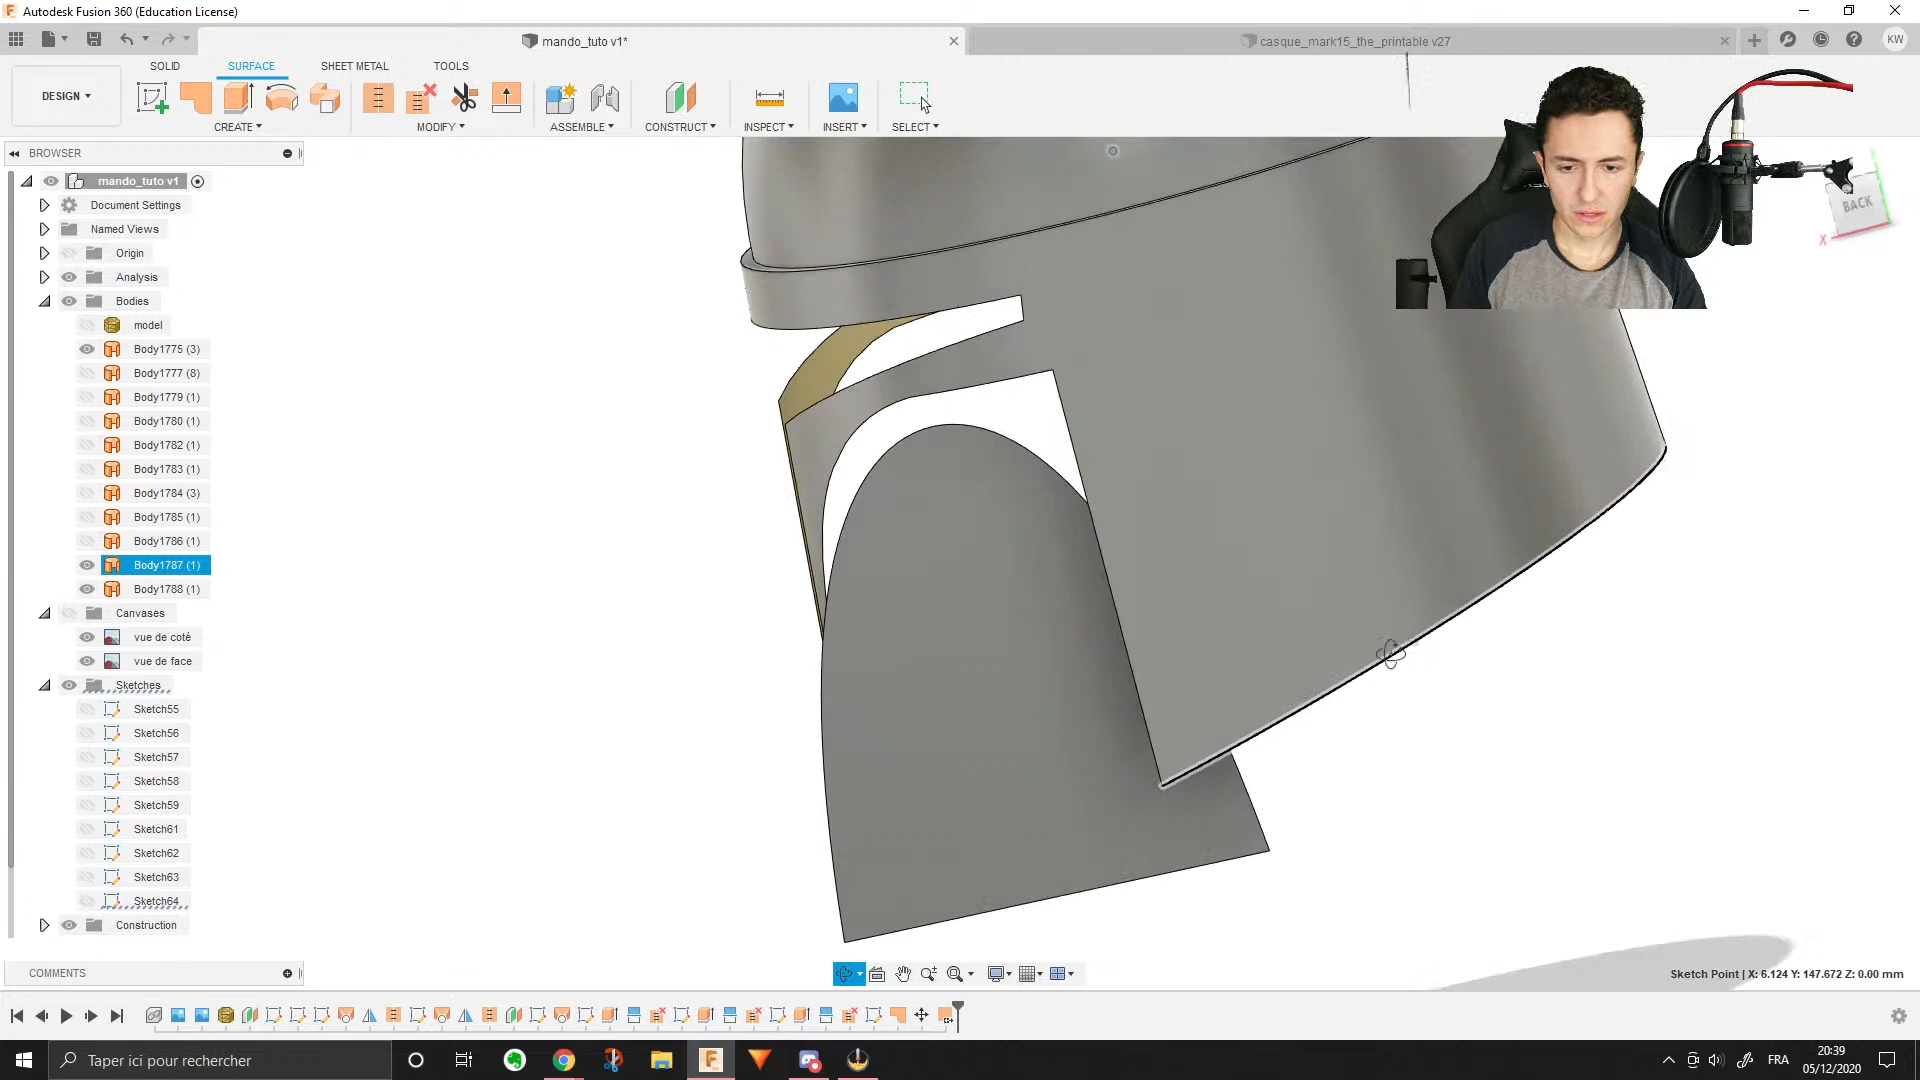 Autodesk Fusion 360 (Education License)
mando_tuto v1*
casque_mark15_the_printable v27
KW
DESIGN
SOLID
SURFACE
SHEET METAL
TOOLS
CREATE
MODIFY
ASSEMBLE
CONSTRUCT
INSPECT
INSERT
SELECT
BROWSER
mando_tuto v1
Document Settings
Named Views
Origin
Analysis
Bodies
model
Body1775 (3)
Body1777 (8)
Body1779 (1)
Body1780 (1)
Body1782 (1)
Body1783 (1)
Body1784 (3)
Body1785 (1)
Body1786 (1)
Body1787 (1)
Body1788 (1)
Canvases
vue de coté
vue de face
Sketches
Sketch55
Sketch56
Sketch57
Sketch58
Sketch59
Sketch61
Sketch62
Sketch63
Sketch64
Construction
BACK
X
COMMENTS
Sketch Point | X: 6.124 Y: 147.672 Z: 0.00 mm
Taper ici pour rechercher
FRA
20:39
05/12/2020